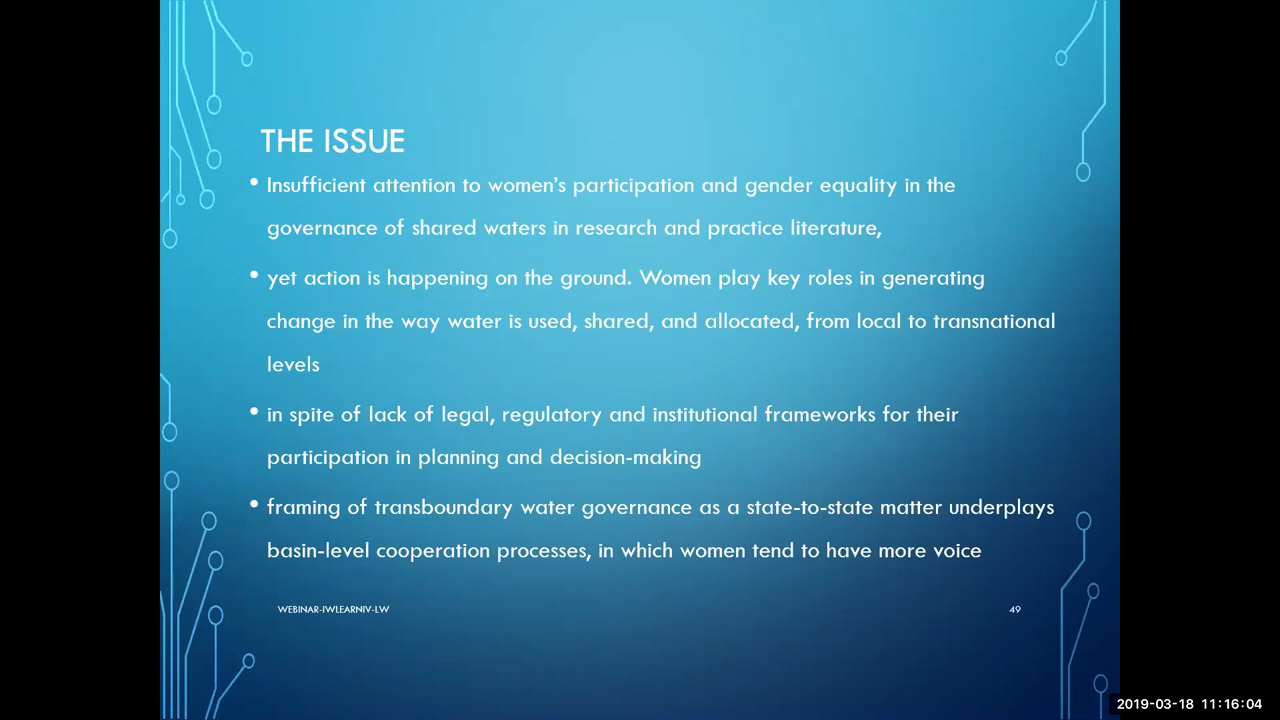 THE ISSUE
• Insufficient attention to women’s participation and gender equality in the
governance of shared waters in research and practice literature,
• yet action is happening on the ground. Women play key roles in generating
change in the way water is used, shared, and allocated, from local to transnational
levels
• in spite of lack of legal, regulatory and institutional frameworks for their
participation in planning and decision-making
• framing of transboundary water governance as a state-to-state matter underplays
basin-level cooperation processes, in which women tend to have more voice
WEBINAR-IWLEARNIV-LW
49
2019-03-18 11:16:04